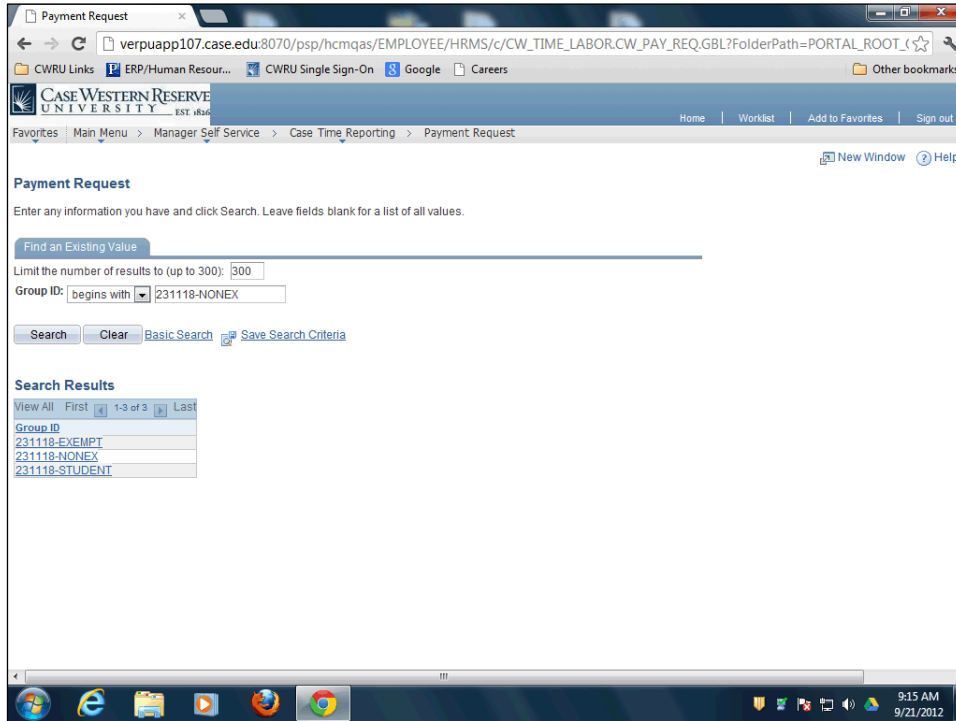 Payment Request
verpuapp107.case.edu:8070/psp/hcmqas/EMPLOYEE/HRMS/c/CW_TIME_LABOR.CW_PAY_REQ.GBL?FolderPath=PORTAL_ROOT_
CWRU Links ERP/Human Resour... CWRU Single Sign-On Google Careers Other bookmarks
CASE WESTERN RESERVE
UNIVERSITY EST. 1826
Home | Worklist | Add to Favorites | Sign out
Favorites Main Menu > Manager Self Service > Case Time Reporting > Payment Request
New Window Help
Payment Request
Enter any information you have and click Search. Leave fields blank for a list of all values.
Find an Existing Value
Limit the number of results to (up to 300): 300
Group ID: begins with 231118-NONEX
Search Clear Basic Search Save Search Criteria
Search Results
View All First 1-3 of 3 Last
Group ID
231118-EXEMPT
231118-NONEX
231118-STUDENT
9:15 AM
9/21/2012